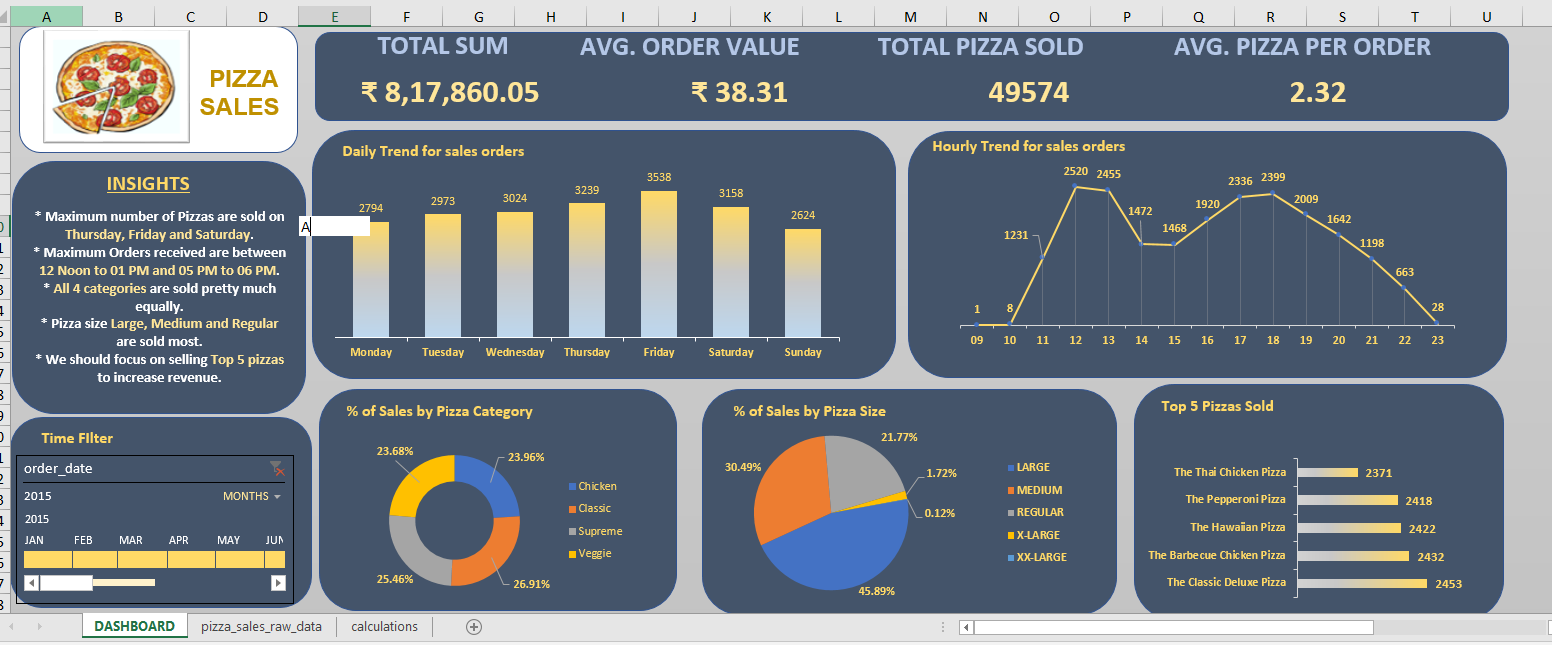 A B C D E F G H I J K L M N O P Q R S T U
PIZZA
SALES
TOTAL SUM AVG. ORDER VALUE TOTAL PIZZA SOLD AVG. PIZZA PER ORDER
₹ 8,17,860.05 ₹ 38.31 49574 2.32
INSIGHTS
* Maximum number of Pizzas are sold on
Thursday, Friday and Saturday.
* Maximum Orders received are between
12 Noon to 01 PM and 05 PM to 06 PM.
* All 4 categories are sold pretty much
equally.
* Pizza size Large, Medium and Regular
are sold most.
* We should focus on selling Top 5 pizzas
to increase revenue.
A
Daily Trend for sales orders
2794 2973 3024 3239 3538 3158 2624
Monday Tuesday Wednesday Thursday Friday Saturday Sunday
Hourly Trend for sales orders
1 8 1231 2520 2455 1472 1468 1920 2336 2399 2009 1642 1198 663 28
09 10 11 12 13 14 15 16 17 18 19 20 21 22 23
Time FIlter
order_date
2015 MONTHS
2015
JAN FEB MAR APR MAY JUN
% of Sales by Pizza Category
23.68% 23.96%
25.46% 26.91%
Chicken
Classic
Supreme
Veggie
% of Sales by Pizza Size
21.77%
30.49% 1.72%
0.12%
45.89%
LARGE
MEDIUM
REGULAR
X-LARGE
XX-LARGE
Top 5 Pizzas Sold
The Thai Chicken Pizza 2371
The Pepperoni Pizza 2418
The Hawaiian Pizza 2422
The Barbecue Chicken Pizza 2432
The Classic Deluxe Pizza 2453
DASHBOARD pizza_sales_raw_data calculations